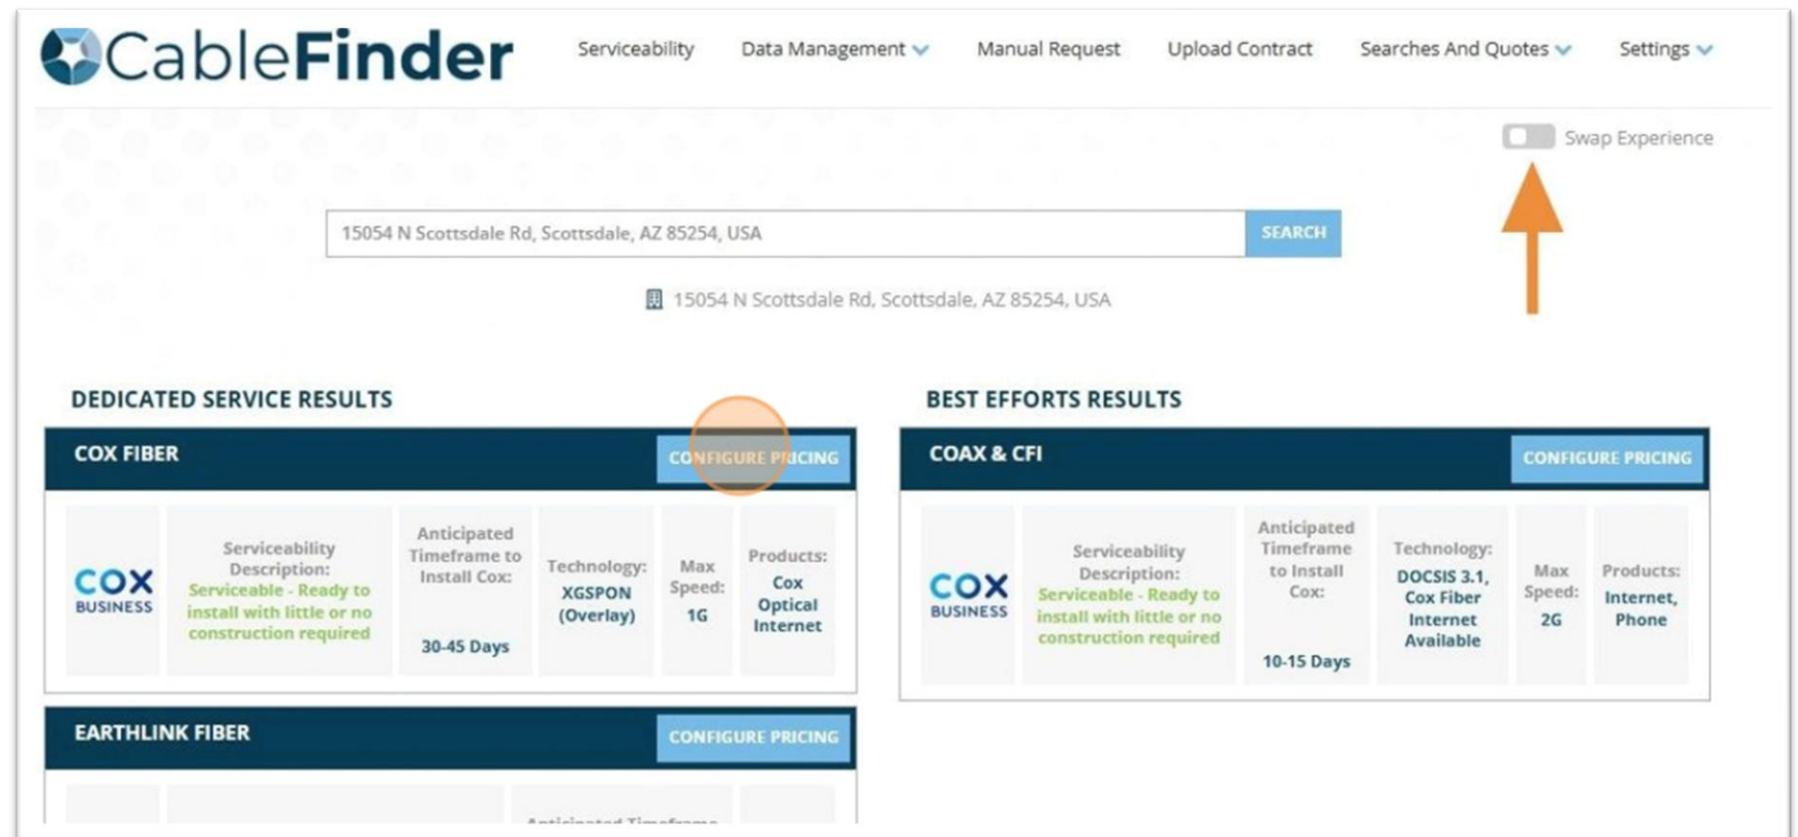 CableFinder
Serviceability Data Management Manual Request Upload Contract Searches And Quotes Settings
Swap Experience
15054 N Scottsdale Rd, Scottsdale, AZ 85254, USA SEARCH
15054 N Scottsdale Rd, Scottsdale, AZ 85254, USA
DEDICATED SERVICE RESULTS
COX FIBER CONFIGURE PRICING
COX
BUSINESS
Serviceability
Description:
Serviceable - Ready to
install with little or no
construction required
Anticipated
Timeframe to
Install Cox:
30-45 Days
Technology:
XGSPON
(Overlay)
Max
Speed:
1G
Products:
Cox
Optical
Internet
EARTHLINK FIBER CONFIGURE PRICING
Anticipated Timeframe
BEST EFFORTS RESULTS
COAX & CFI CONFIGURE PRICING
COX
BUSINESS
Serviceability
Description:
Serviceable - Ready to
install with little or no
construction required
Anticipated
Timeframe
to Install
Cox:
10-15 Days
Technology:
DOCSIS 3.1,
Cox Fiber
Internet
Available
Max
Speed:
2G
Products:
Internet,
Phone